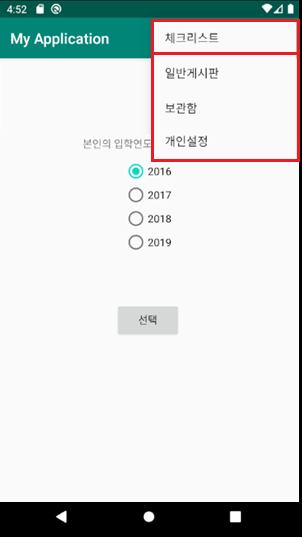 4:52
My Application
체크리스트
일반게시판
보관함
개인설정
본인의 입학연도
2016
2017
2018
2019
선택